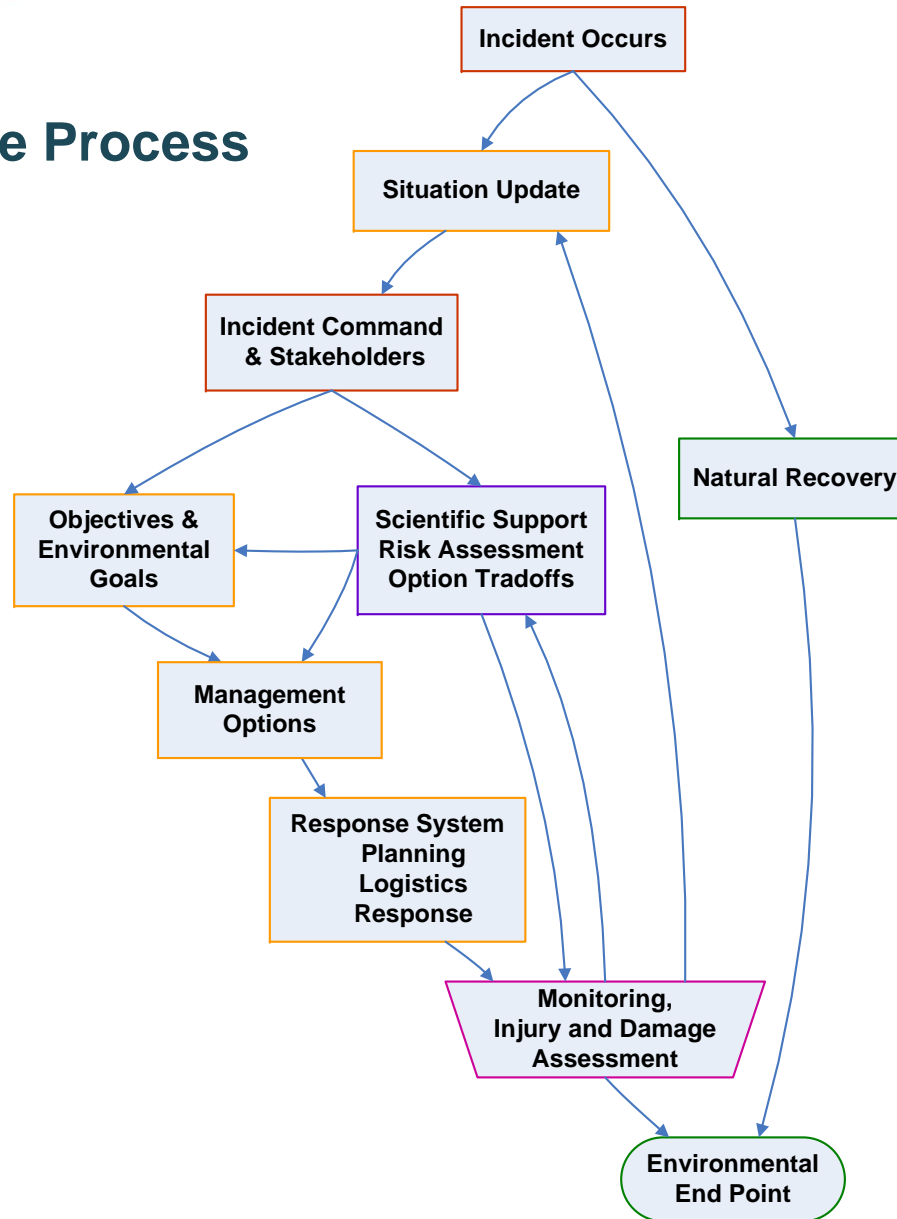 Incident Occurs
e Process
Situation Update
Incident Command
& Stakeholders
Natural Recovery
Objectives &
Environmental
Goals
Scientific Support
Risk Assessment
Option Tradoffs
Management
Options
Response System
Planning
Logistics
Response
Monitoring,
Injury and Damage
Assessment
Environmental
End Point